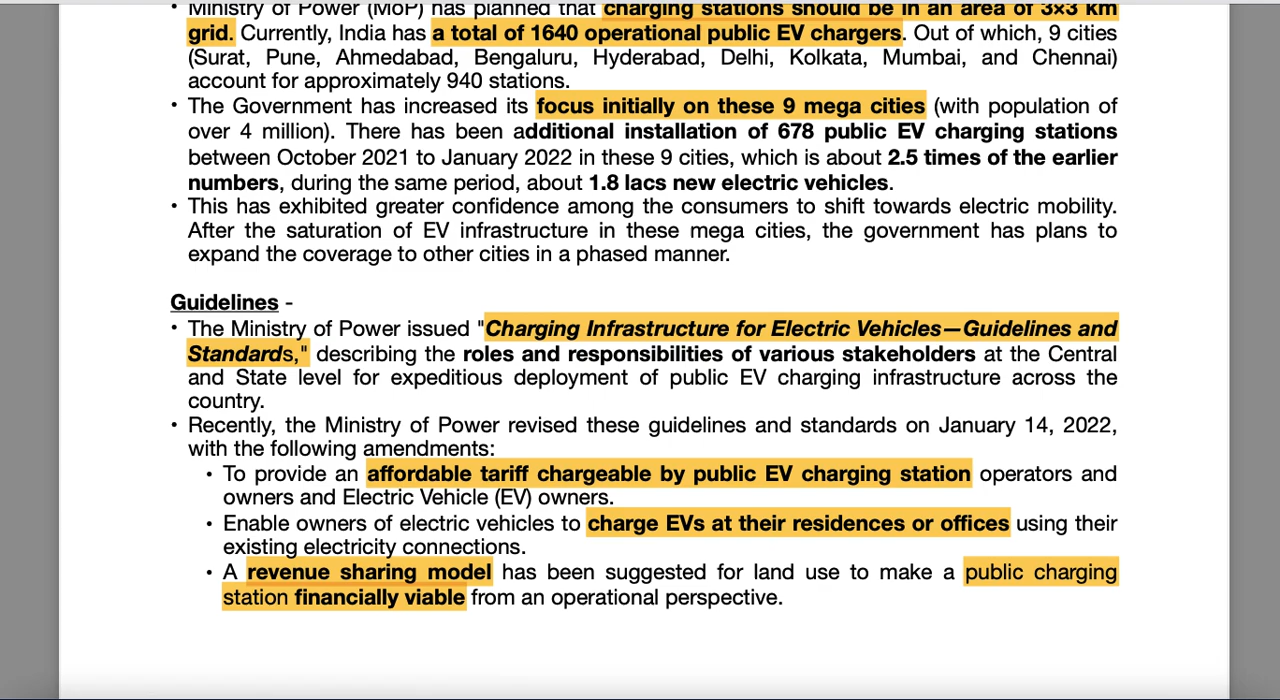 • Ministry of Power (MoP) has planned that charging stations should be in an area of 3×3 km
grid. Currently, India has a total of 1640 operational public EV chargers. Out of which, 9 cities
(Surat, Pune, Ahmedabad, Bengaluru, Hyderabad, Delhi, Kolkata, Mumbai, and Chennai)
account for approximately 940 stations.
• The Government has increased its focus initially on these 9 mega cities (with population of
over 4 million). There has been additional installation of 678 public EV charging stations
between October 2021 to January 2022 in these 9 cities, which is about 2.5 times of the earlier
numbers, during the same period, about 1.8 lacs new electric vehicles.
• This has exhibited greater confidence among the consumers to shift towards electric mobility.
After the saturation of EV infrastructure in these mega cities, the government has plans to
expand the coverage to other cities in a phased manner.
Guidelines -
• The Ministry of Power issued "Charging Infrastructure for Electric Vehicles—Guidelines and
Standards," describing the roles and responsibilities of various stakeholders at the Central
and State level for expeditious deployment of public EV charging infrastructure across the
country.
• Recently, the Ministry of Power revised these guidelines and standards on January 14, 2022,
with the following amendments:
• To provide an affordable tariff chargeable by public EV charging station operators and
owners and Electric Vehicle (EV) owners.
• Enable owners of electric vehicles to charge EVs at their residences or offices using their
existing electricity connections.
• A revenue sharing model has been suggested for land use to make a public charging
station financially viable from an operational perspective.